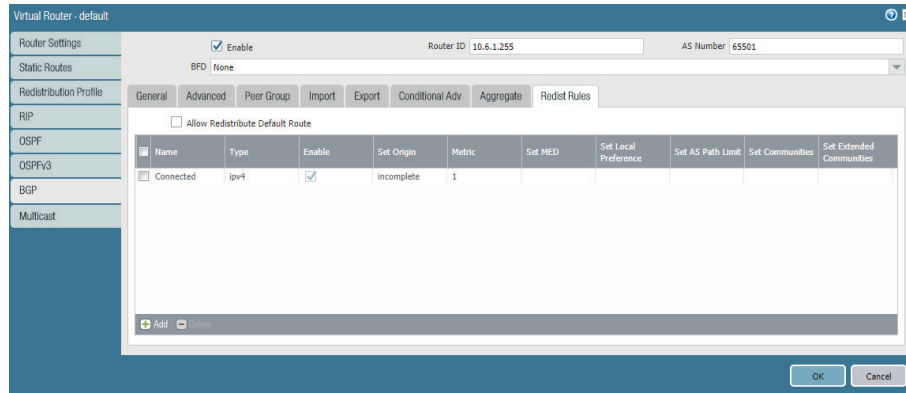 Virtual Router - default
Router Settings
Static Routes
Redistribution Profile
RIP
OSPF
OSPFv3
BGP
Multicast
Enable Router ID 10.6.1.255 AS Number 65501
BFD None
General Advanced Peer Group Import Export Conditional Adv Aggregate Redist Rules
Allow Redistribute Default Route
Name Type Enable Set Origin Metric Set MED Set Local Preference Set AS Path Limit Set Communities Set Extended Communities
Connected ipv4 incomplete 1
Add Delete
OK Cancel